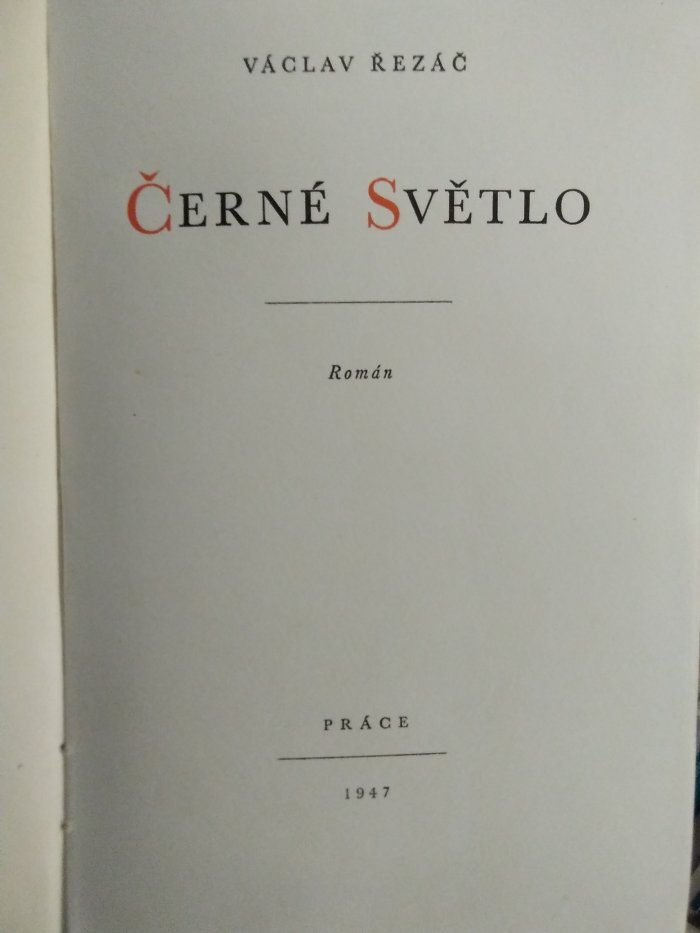 VÁCLAV ŘEZÁČ
ČERNÉ SVĚTLO
Román
PRÁCE
1947